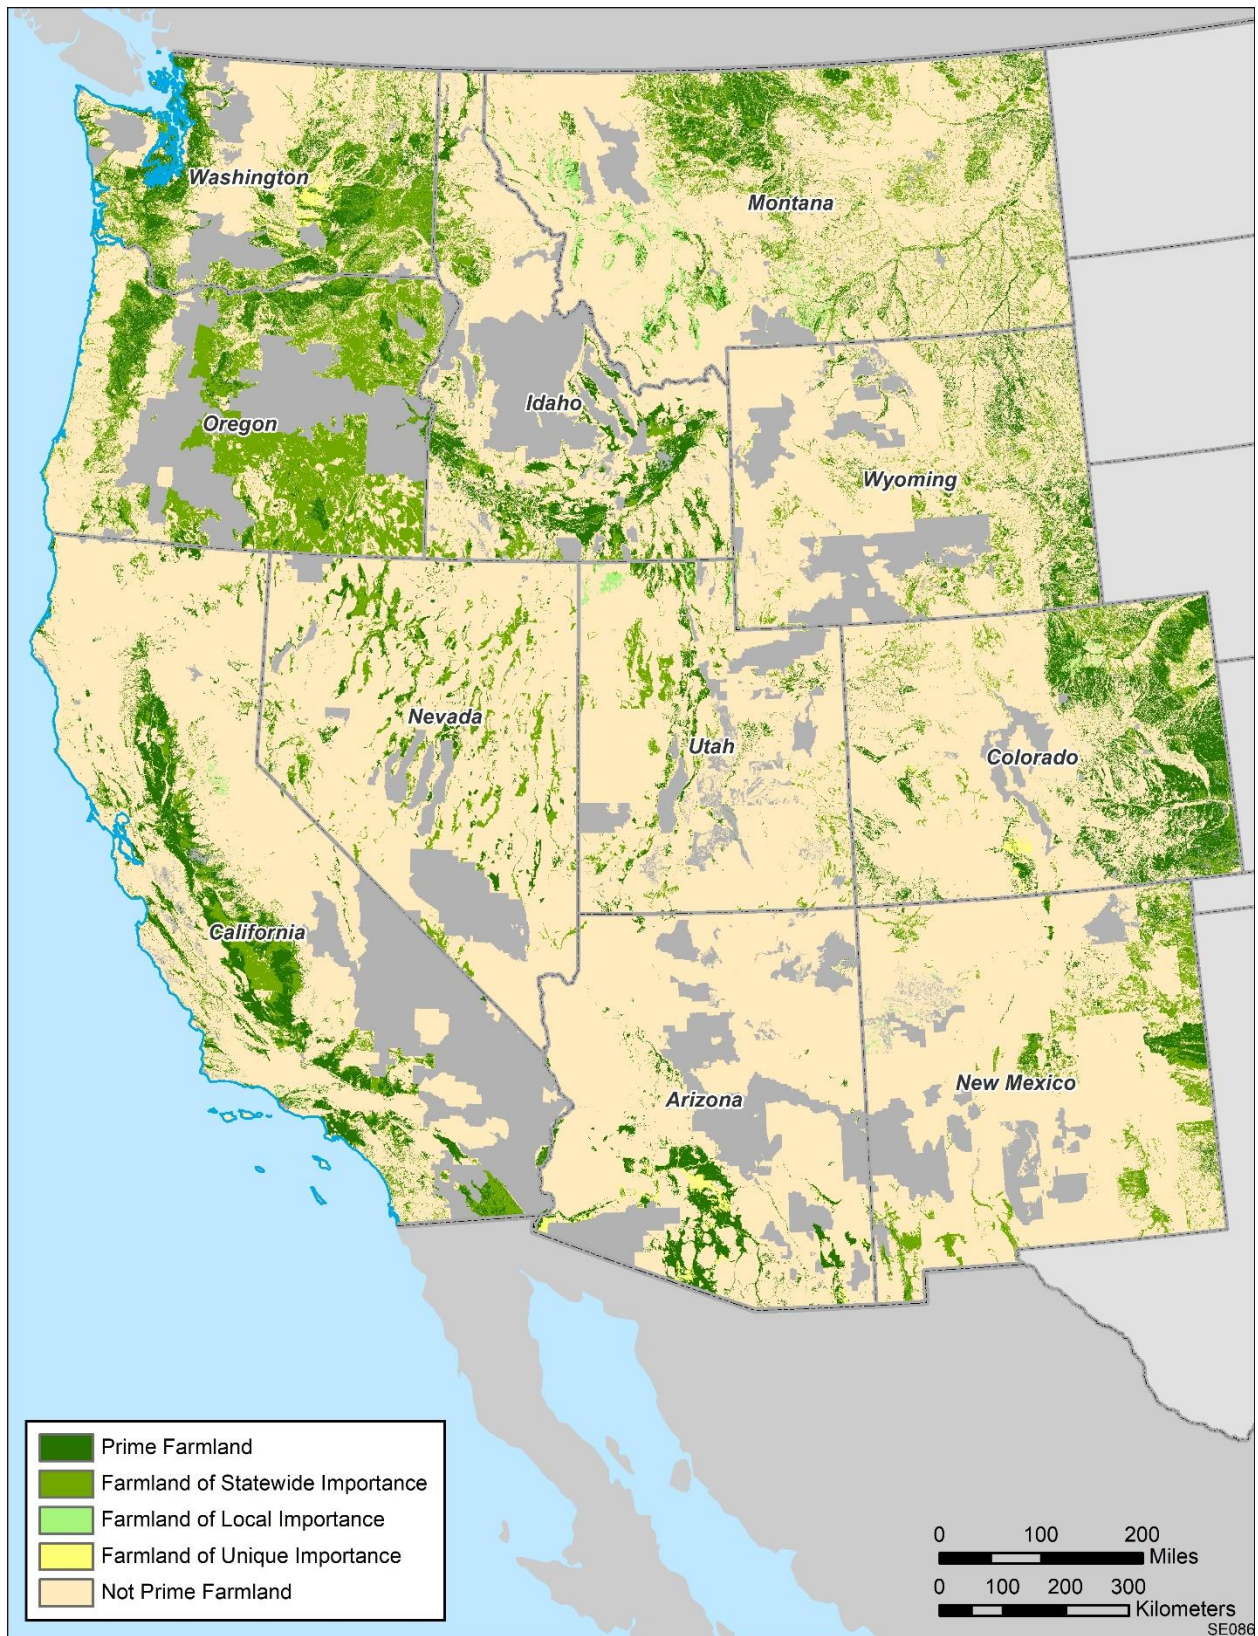 Washington
Montana
Oregon
Idaho
Wyoming
Nevada
Utah
Colorado
California
Arizona
New Mexico
Prime Farmland
Farmland of Statewide Importance
Farmland of Local Importance
Farmland of Unique Importance
Not Prime Farmland
0 100 200
Miles
0 100 200 300
Kilometers
SE086